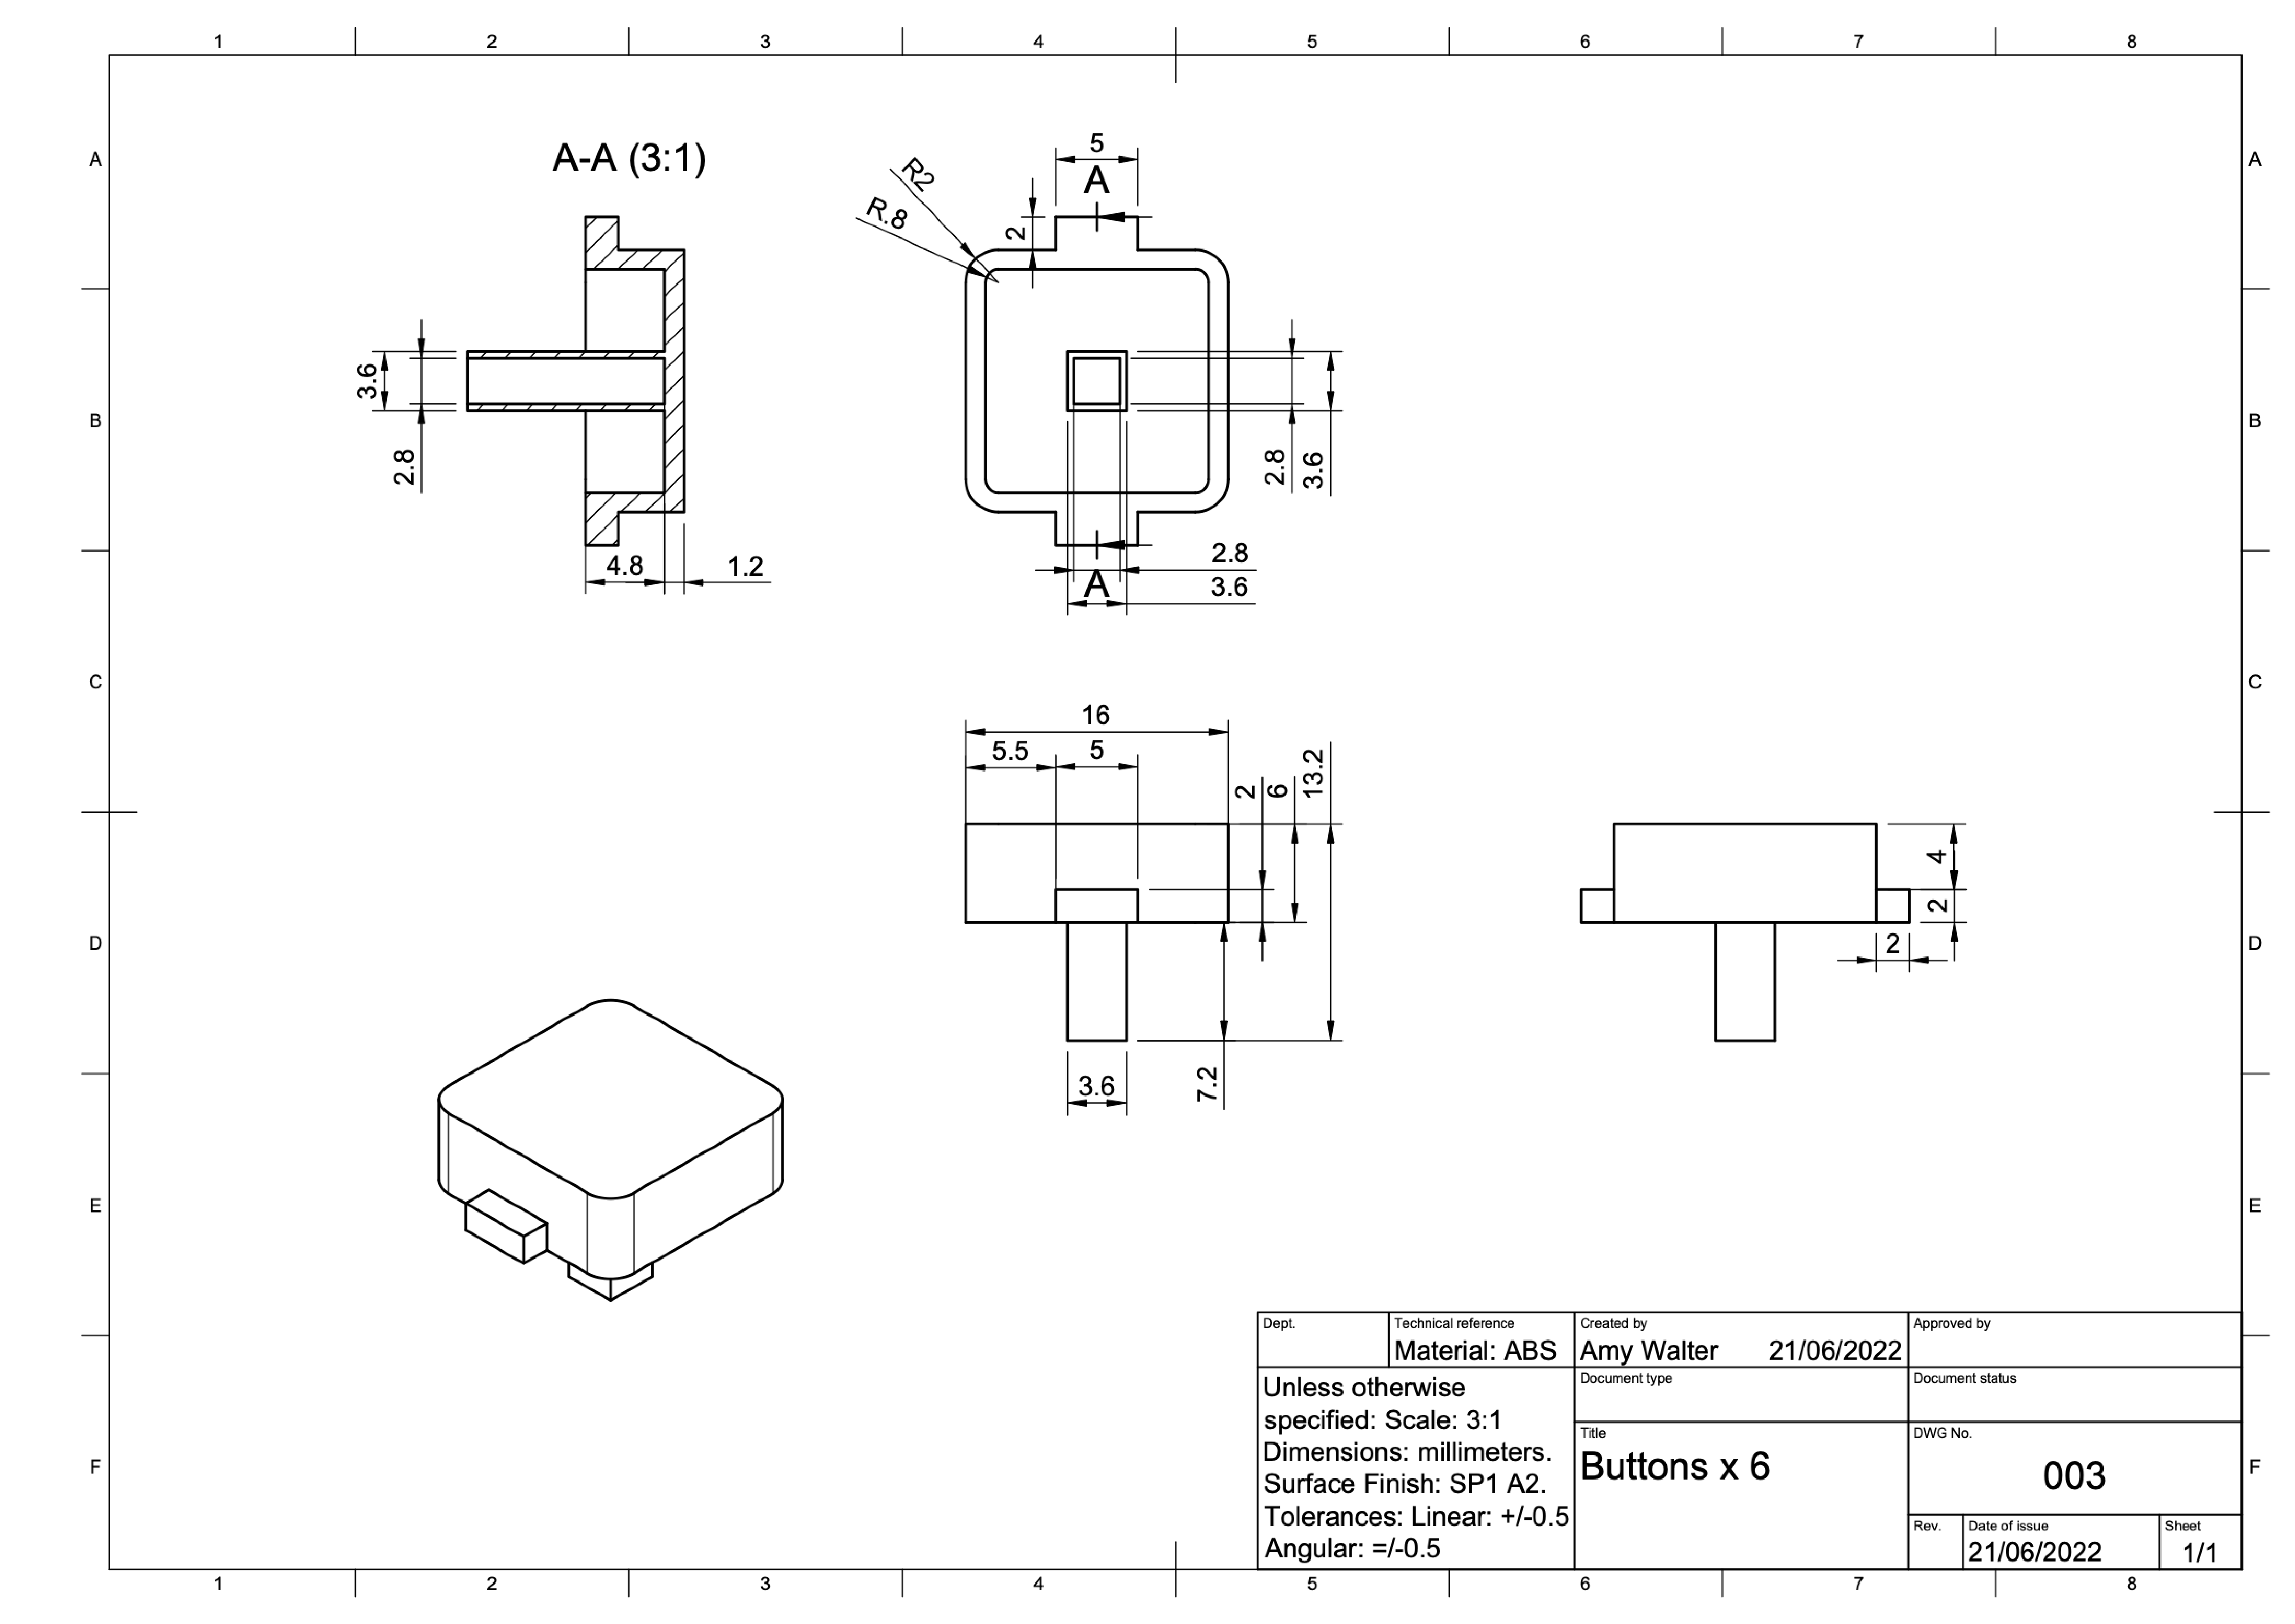 1 2 3 4 5 6 7 8
A A
A-A (3:1)
5
A
R2
R.8
2
B B
3.6
2.8
2.8
3.6
4.8 1.2
2.8
A
3.6
C C
16
5.5 5
2
6
13.2
4
2
2
D D
3.6
7.2
E E
Dept.
Technical reference
Material: ABS
Created by
Amy Walter 21/06/2022
Approved by
Unless otherwise
specified: Scale: 3:1
Dimensions: millimeters.
Surface Finish: SP1 A2.
Tolerances: Linear: +/-0.5
Angular: =/-0.5
Document type
Document status
Title
Buttons x 6
DWG No.
003
Rev.
Date of issue
21/06/2022
Sheet
1/1
F F
1 2 3 4 5 6 7 8